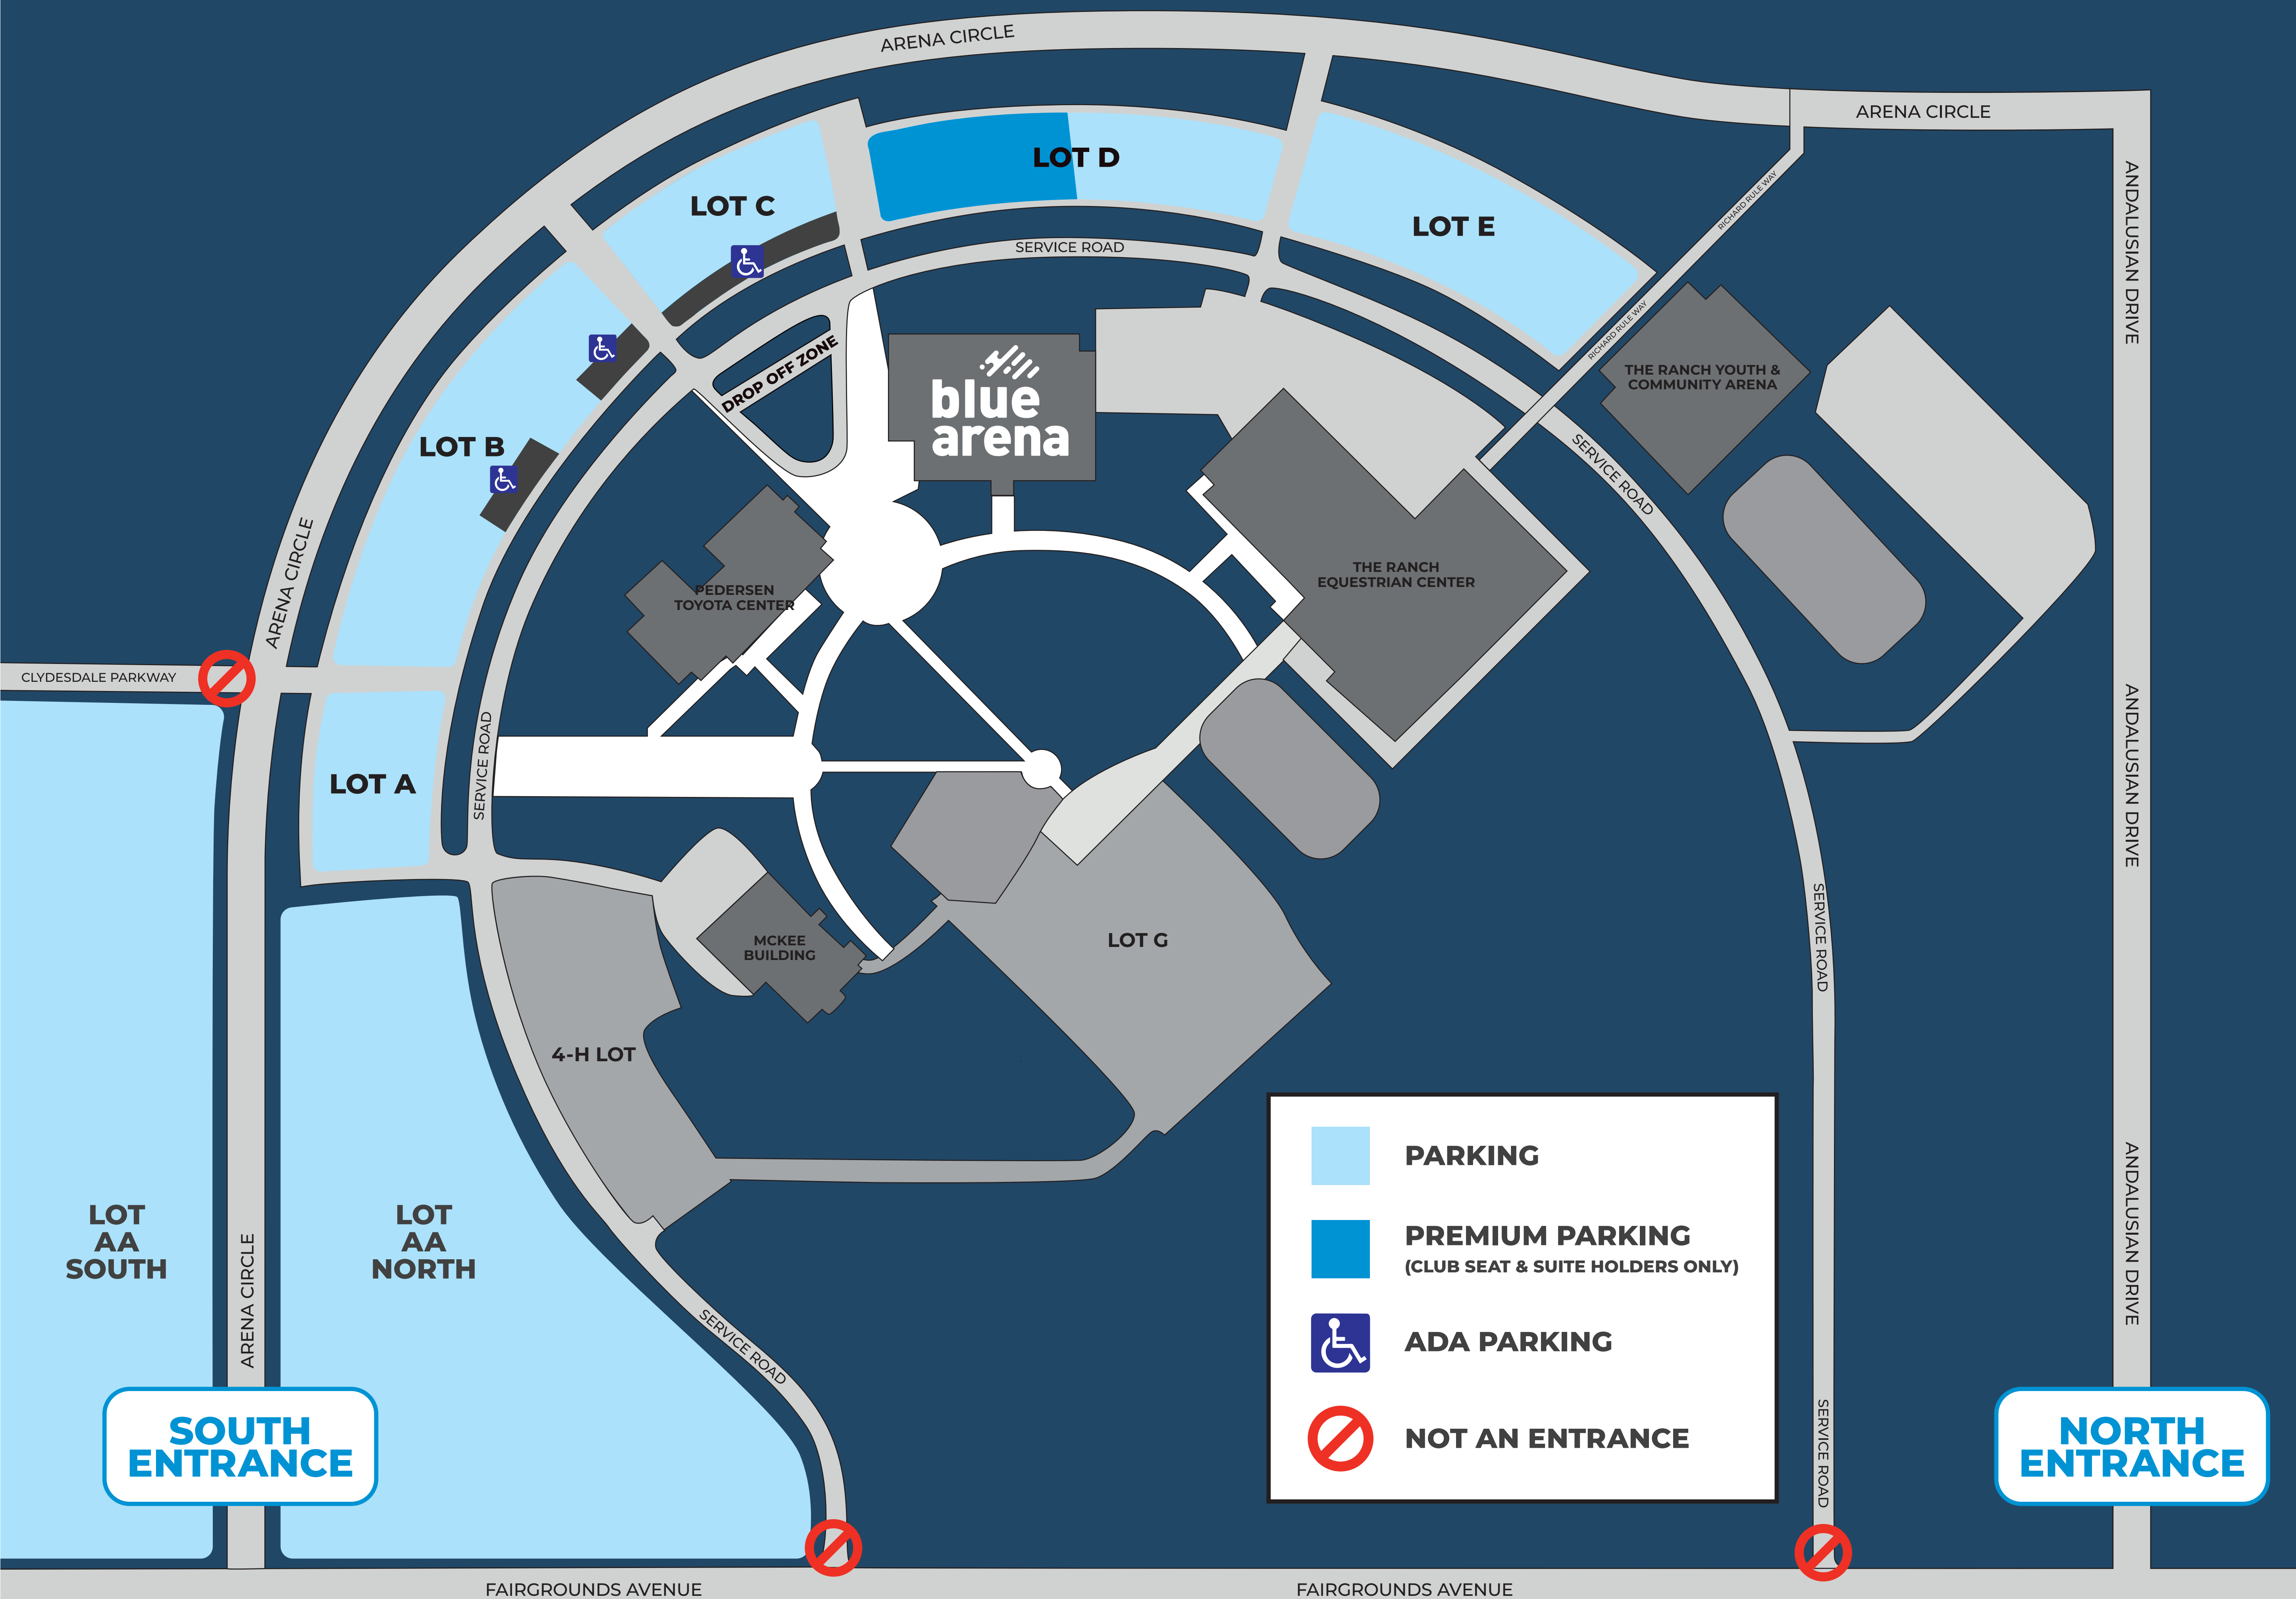 ARENA CIRCLE
ARENA CIRCLE
ANDALUSIAN DRIVE
LOT D
LOT C
LOT E
RICHARD RULE WAY
SERVICE ROAD
RICHARD RULE WAY
DROP OFF ZONE
blue
arena
THE RANCH YOUTH &
COMMUNITY ARENA
LOT B
SERVICE ROAD
ARENA CIRCLE
PEDERSEN
TOYOTA CENTER
THE RANCH
EQUESTRIAN CENTER
CLYDESDALE PARKWAY
SERVICE ROAD
LOT A
ANDALUSIAN DRIVE
MCKEE
BUILDING
LOT G
SERVICE ROAD
4-H LOT
LOT
AA
SOUTH
ARENA CIRCLE
LOT
AA
NORTH
SERVICE ROAD
PARKING
PREMIUM PARKING
(CLUB SEAT & SUITE HOLDERS ONLY)
ADA PARKING
NOT AN ENTRANCE
ANDALUSIAN DRIVE
SERVICE ROAD
SOUTH
ENTRANCE
NORTH
ENTRANCE
FAIRGROUNDS AVENUE
FAIRGROUNDS AVENUE